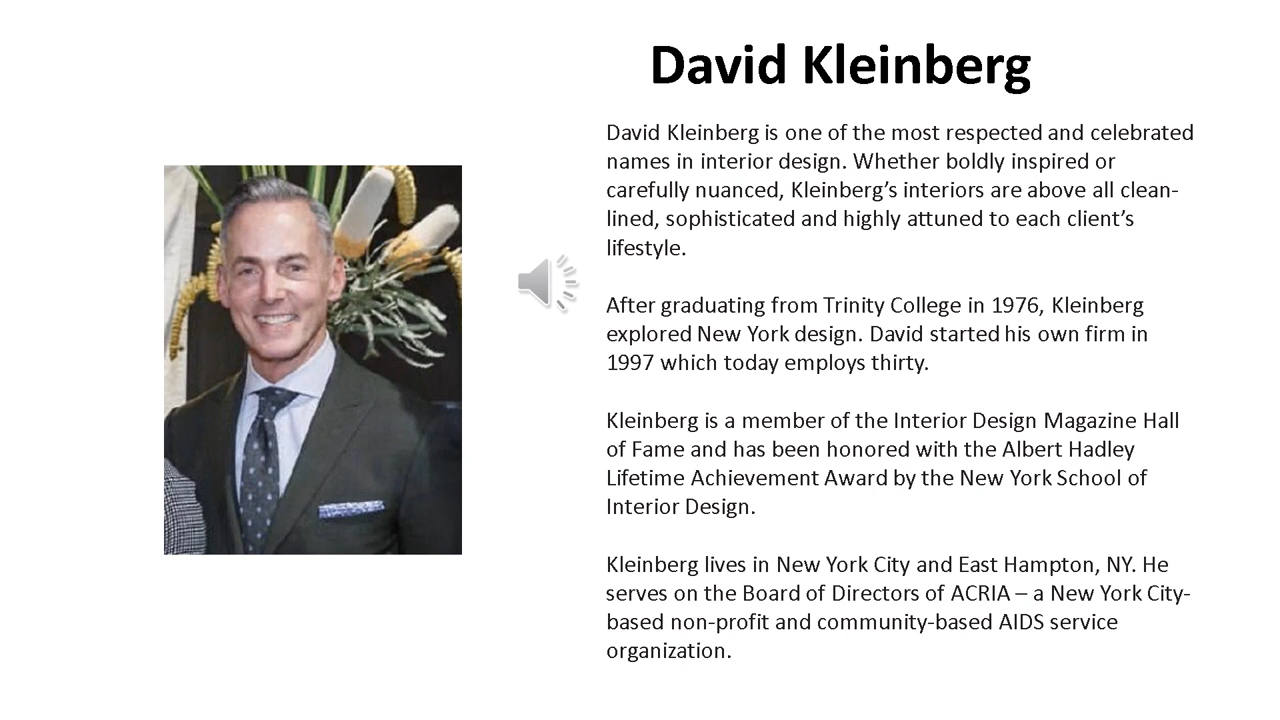 David Kleinberg
David Kleinberg is one of the most respected and celebrated
names in interior design. Whether boldly inspired or
carefully nuanced, Kleinberg’s interiors are above all clean-
lined, sophisticated and highly attuned to each client’s
lifestyle.
After graduating from Trinity College in 1976, Kleinberg
explored New York design. David started his own firm in
1997 which today employs thirty.
Kleinberg is a member of the Interior Design Magazine Hall
of Fame and has been honored with the Albert Hadley
Lifetime Achievement Award by the New York School of
Interior Design.
Kleinberg lives in New York City and East Hampton, NY. He
serves on the Board of Directors of ACRIA – a New York City-
based non-profit and community-based AIDS service
organization.